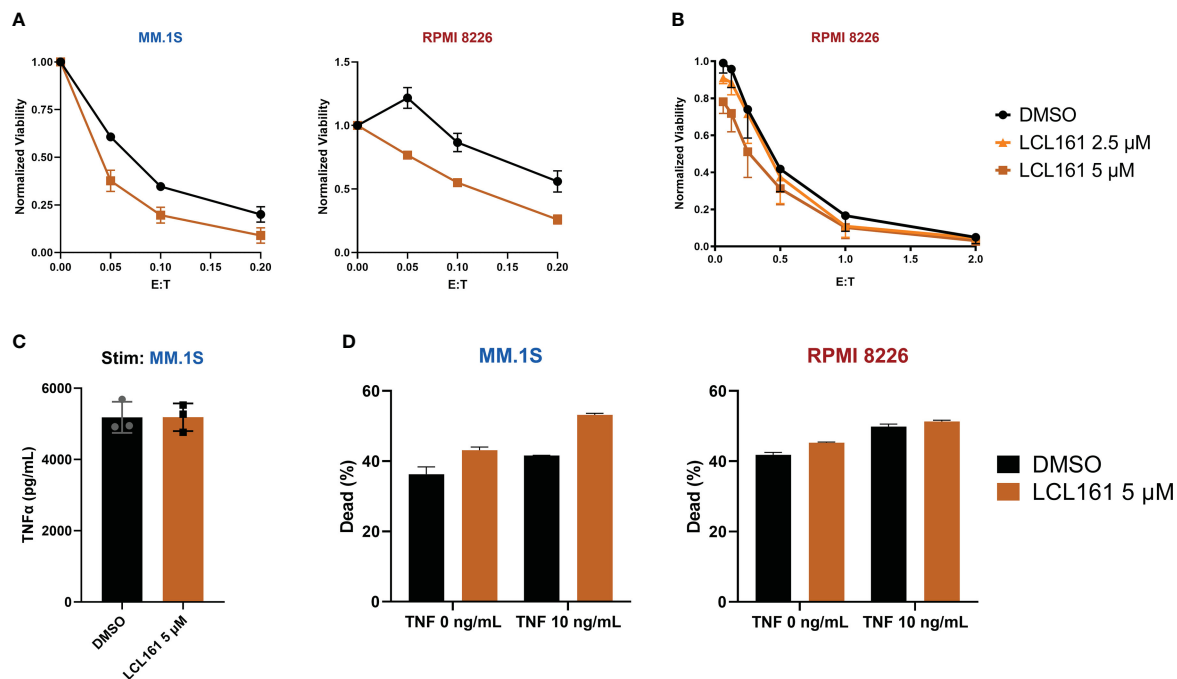 A
MM.1S
Normalized Viability
1.00
0.75
0.50
0.25
0.00
0.00 0.05 0.10 0.15 0.20
E:T
RPMI 8226
Normalized Viability
1.5
1.0
0.5
0.0
0.00 0.05 0.10 0.15 0.20
E:T
B
RPMI 8226
Normalized Viability
1.0
0.8
0.6
0.4
0.2
0.0
0.0 0.5 1.0 1.5 2.0
E:T
DMSO
LCL161 2.5 µM
LCL161 5 µM
C
Stim: MM.1S
TNFα (pg/mL)
6000
4000
2000
0
DMSO
LCL161 5 µM
D
MM.1S
Dead (%)
60
40
20
0
TNF 0 ng/mL TNF 10 ng/mL
RPMI 8226
Dead (%)
60
40
20
0
TNF 0 ng/mL TNF 10 ng/mL
DMSO
LCL161 5 µM